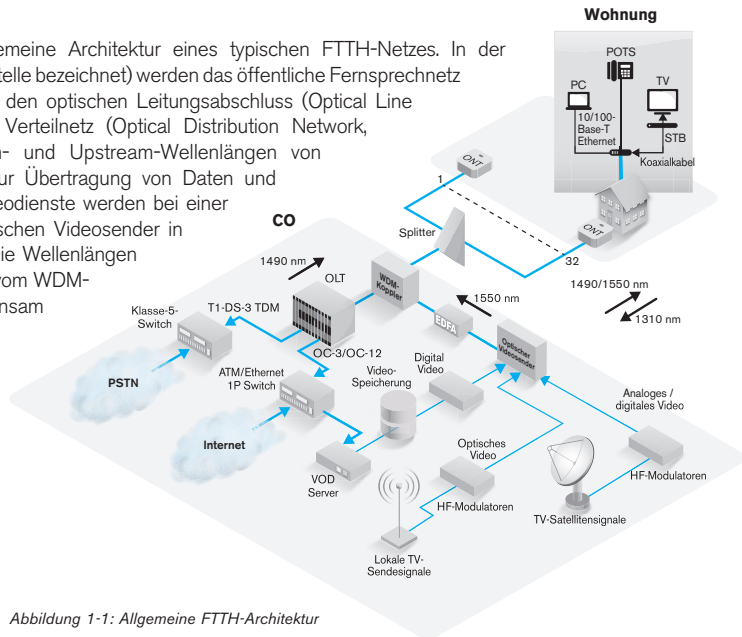 Wohnung
emeine Architektur eines typischen FTTH-Netzes. In der
telle bezeichnet) werden das öffentliche Fernsprechnetz
den optischen Leitungsabschluss (Optical Line
Verteilnetz (Optical Distribution Network,
- und Upstream-Wellenlängen von
ur Übertragung von Daten und
eodienste werden bei einer
schen Videosender in
ie Wellenlängen
vom WDM-
nsam
POTS
PC
TV
10/100-
Base-T
Ethernet
STB
Koaxialkabel
ONT
1
ONT
CO
Splitter
32
1490 nm
OLT
WDM-
Koppler
1490/1550 nm
1550 nm
1310 nm
Klasse-5-
Switch
T1-DS-3 TDM
EDFA
Optischer
Videosender
OC-3/OC-12
PSTN
ATM/Ethernet
1P Switch
Video-
Speicherung
Digital
Video
Analoges /
digitales Video
Internet
VOD
Server
Optisches
Video
HF-Modulatoren
HF-Modulatoren
TV-Satellitensignale
Lokale TV-
Sendesignale
Abbildung 1-1: Allgemeine FTTH-Architektur